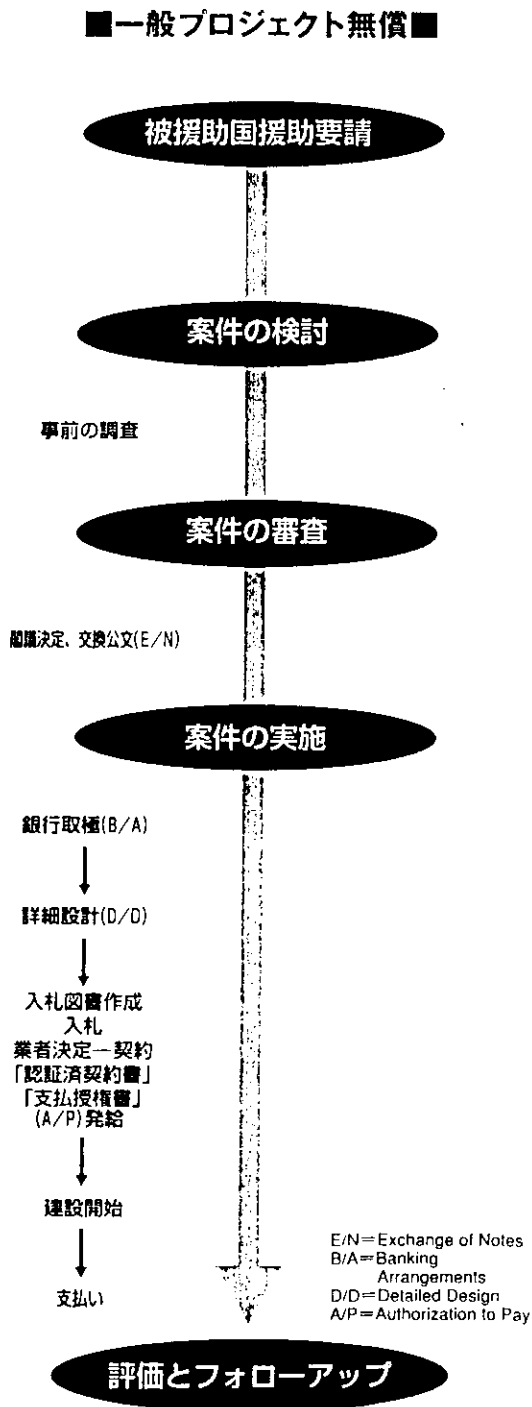 ■一般プロジェクト無償■
被援助国援助要請
案件の検討
事前の調査
案件の審査
閣議決定、交換公文(E/N)
案件の実施
銀行取極(B/A)
詳細設計(D/D)
入札図書作成
入札
業者決定ー契約
「認証済契約書」
「支払授権書」
(A/P)発給
建設開始
支払い
E/N=Exchange of Notes
B/A=Banking
Arrangements
D/D=Detailed Design
A/P=Authorization to Pay
評価とフォローアップ